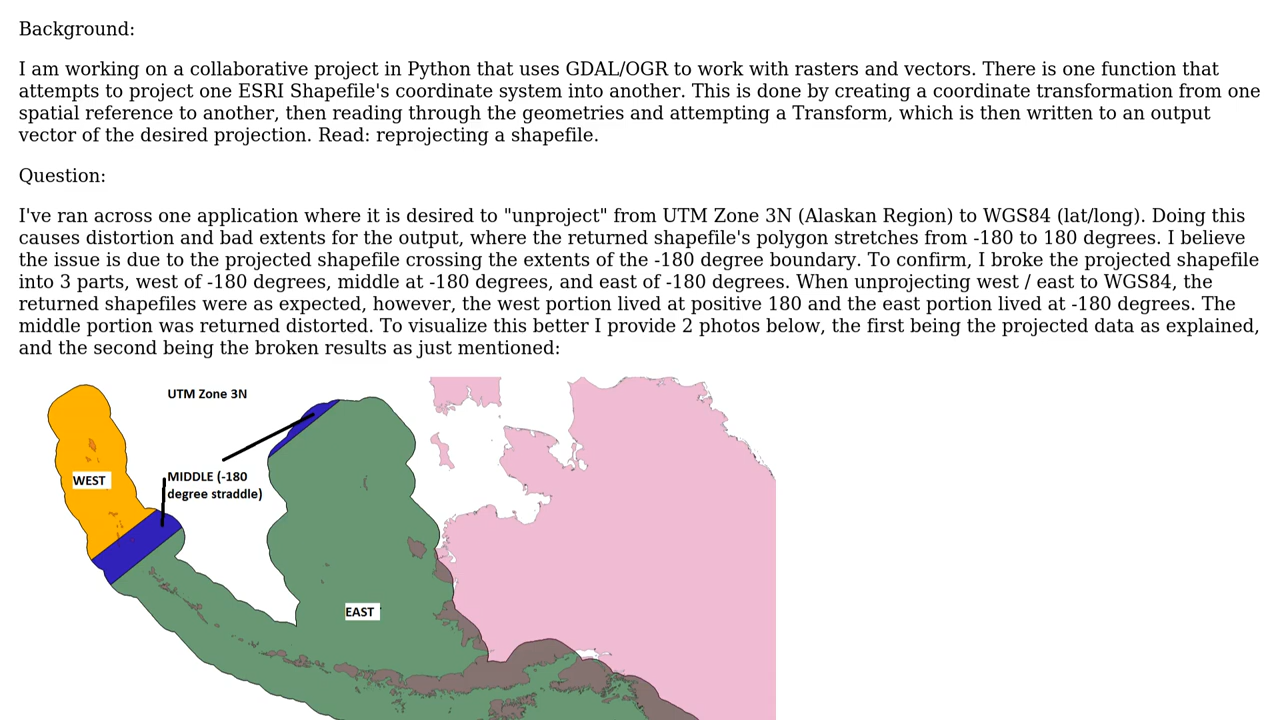 Background:
I am working on a collaborative project in Python that uses GDAL/OGR to work with rasters and vectors. There is one function that
attempts to project one ESRI Shapefile's coordinate system into another. This is done by creating a coordinate transformation from one
spatial reference to another, then reading through the geometries and attempting a Transform, which is then written to an output
vector of the desired projection. Read: reprojecting a shapefile.
Question:
I've ran across one application where it is desired to "unproject" from UTM Zone 3N (Alaskan Region) to WGS84 (lat/long). Doing this
causes distortion and bad extents for the output, where the returned shapefile's polygon stretches from -180 to 180 degrees. I believe
the issue is due to the projected shapefile crossing the extents of the -180 degree boundary. To confirm, I broke the projected shapefile
into 3 parts, west of -180 degrees, middle at -180 degrees, and east of -180 degrees. When unprojecting west / east to WGS84, the
returned shapefiles were as expected, however, the west portion lived at positive 180 and the east portion lived at -180 degrees. The
middle portion was returned distorted. To visualize this better I provide 2 photos below, the first being the projected data as explained,
and the second being the broken results as just mentioned:
UTM Zone 3N
MIDDLE (-180
degree straddle)
WEST
EAST